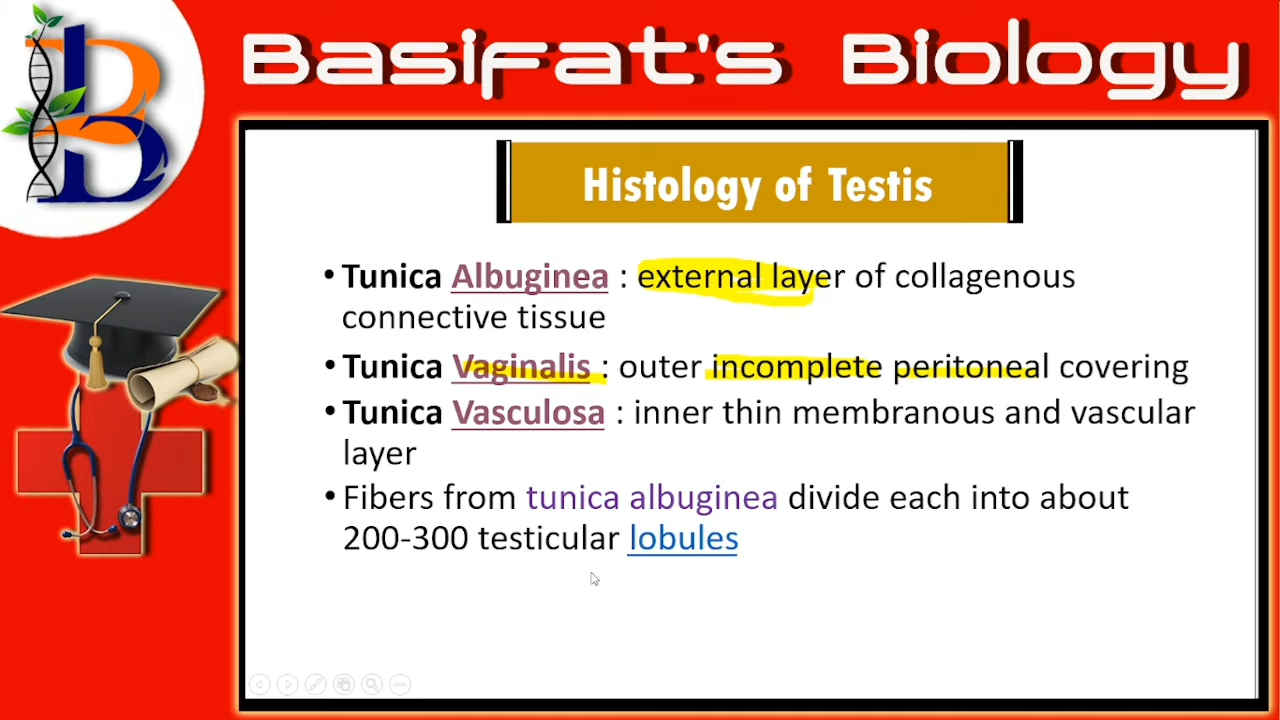 Basifat's Biology
Histology of Testis
• Tunica Albuginea : external layer of collagenous
connective tissue
• Tunica Vaginalis : outer incomplete peritoneal covering
• Tunica Vasculosa : inner thin membranous and vascular
layer
• Fibers from tunica albuginea divide each into about
200-300 testicular lobules